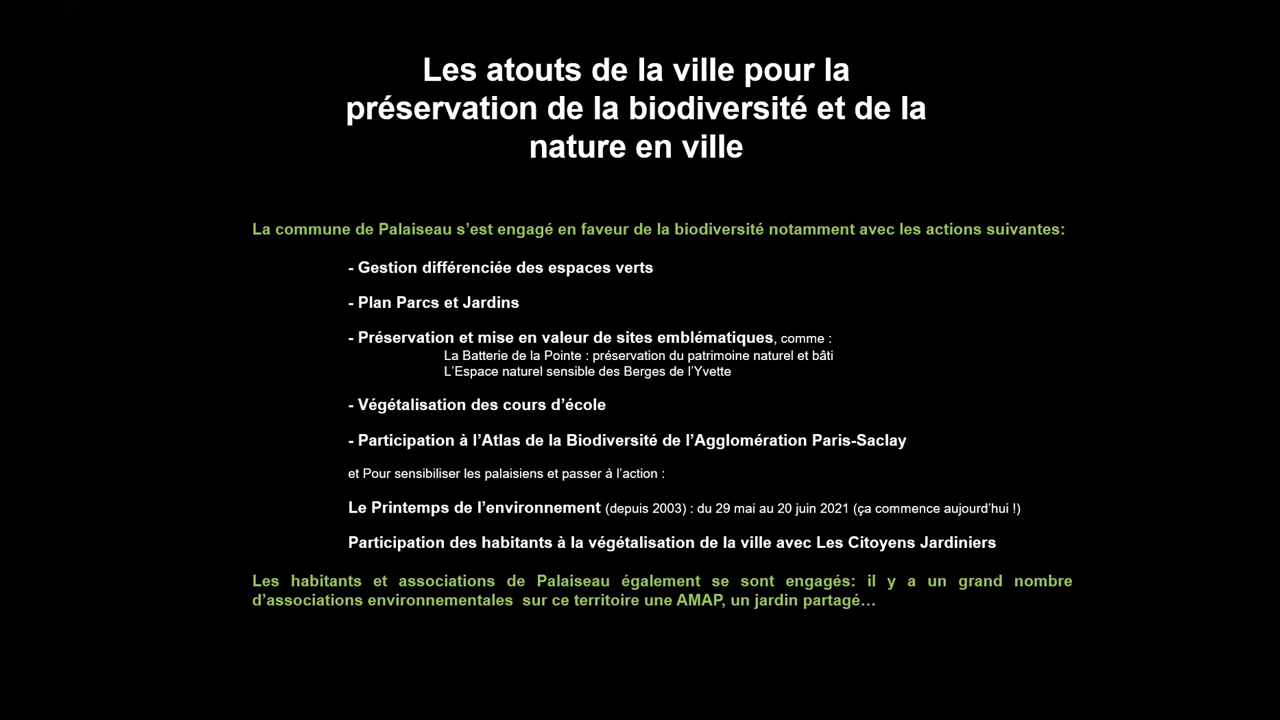 Les atouts de la ville pour la
préservation de la biodiversité et de la
nature en ville
La commune de Palaiseau s’est engagé en faveur de la biodiversité notamment avec les actions suivantes:
- Gestion différenciée des espaces verts
- Plan Parcs et Jardins
- Préservation et mise en valeur de sites emblématiques, comme :
La Batterie de la Pointe : préservation du patrimoine naturel et bâti
L’Espace naturel sensible des Berges de l’Yvette
- Végétalisation des cours d’école
- Participation à l’Atlas de la Biodiversité de l’Agglomération Paris-Saclay
et Pour sensibiliser les palaisiens et passer à l’action :
Le Printemps de l’environnement (depuis 2003) : du 29 mai au 20 juin 2021 (ça commence aujourd’hui !)
Participation des habitants à la végétalisation de la ville avec Les Citoyens Jardiniers
Les habitants et associations de Palaiseau également se sont engagés: il y a un grand nombre
d’associations environnementales sur ce territoire une AMAP, un jardin partagé…